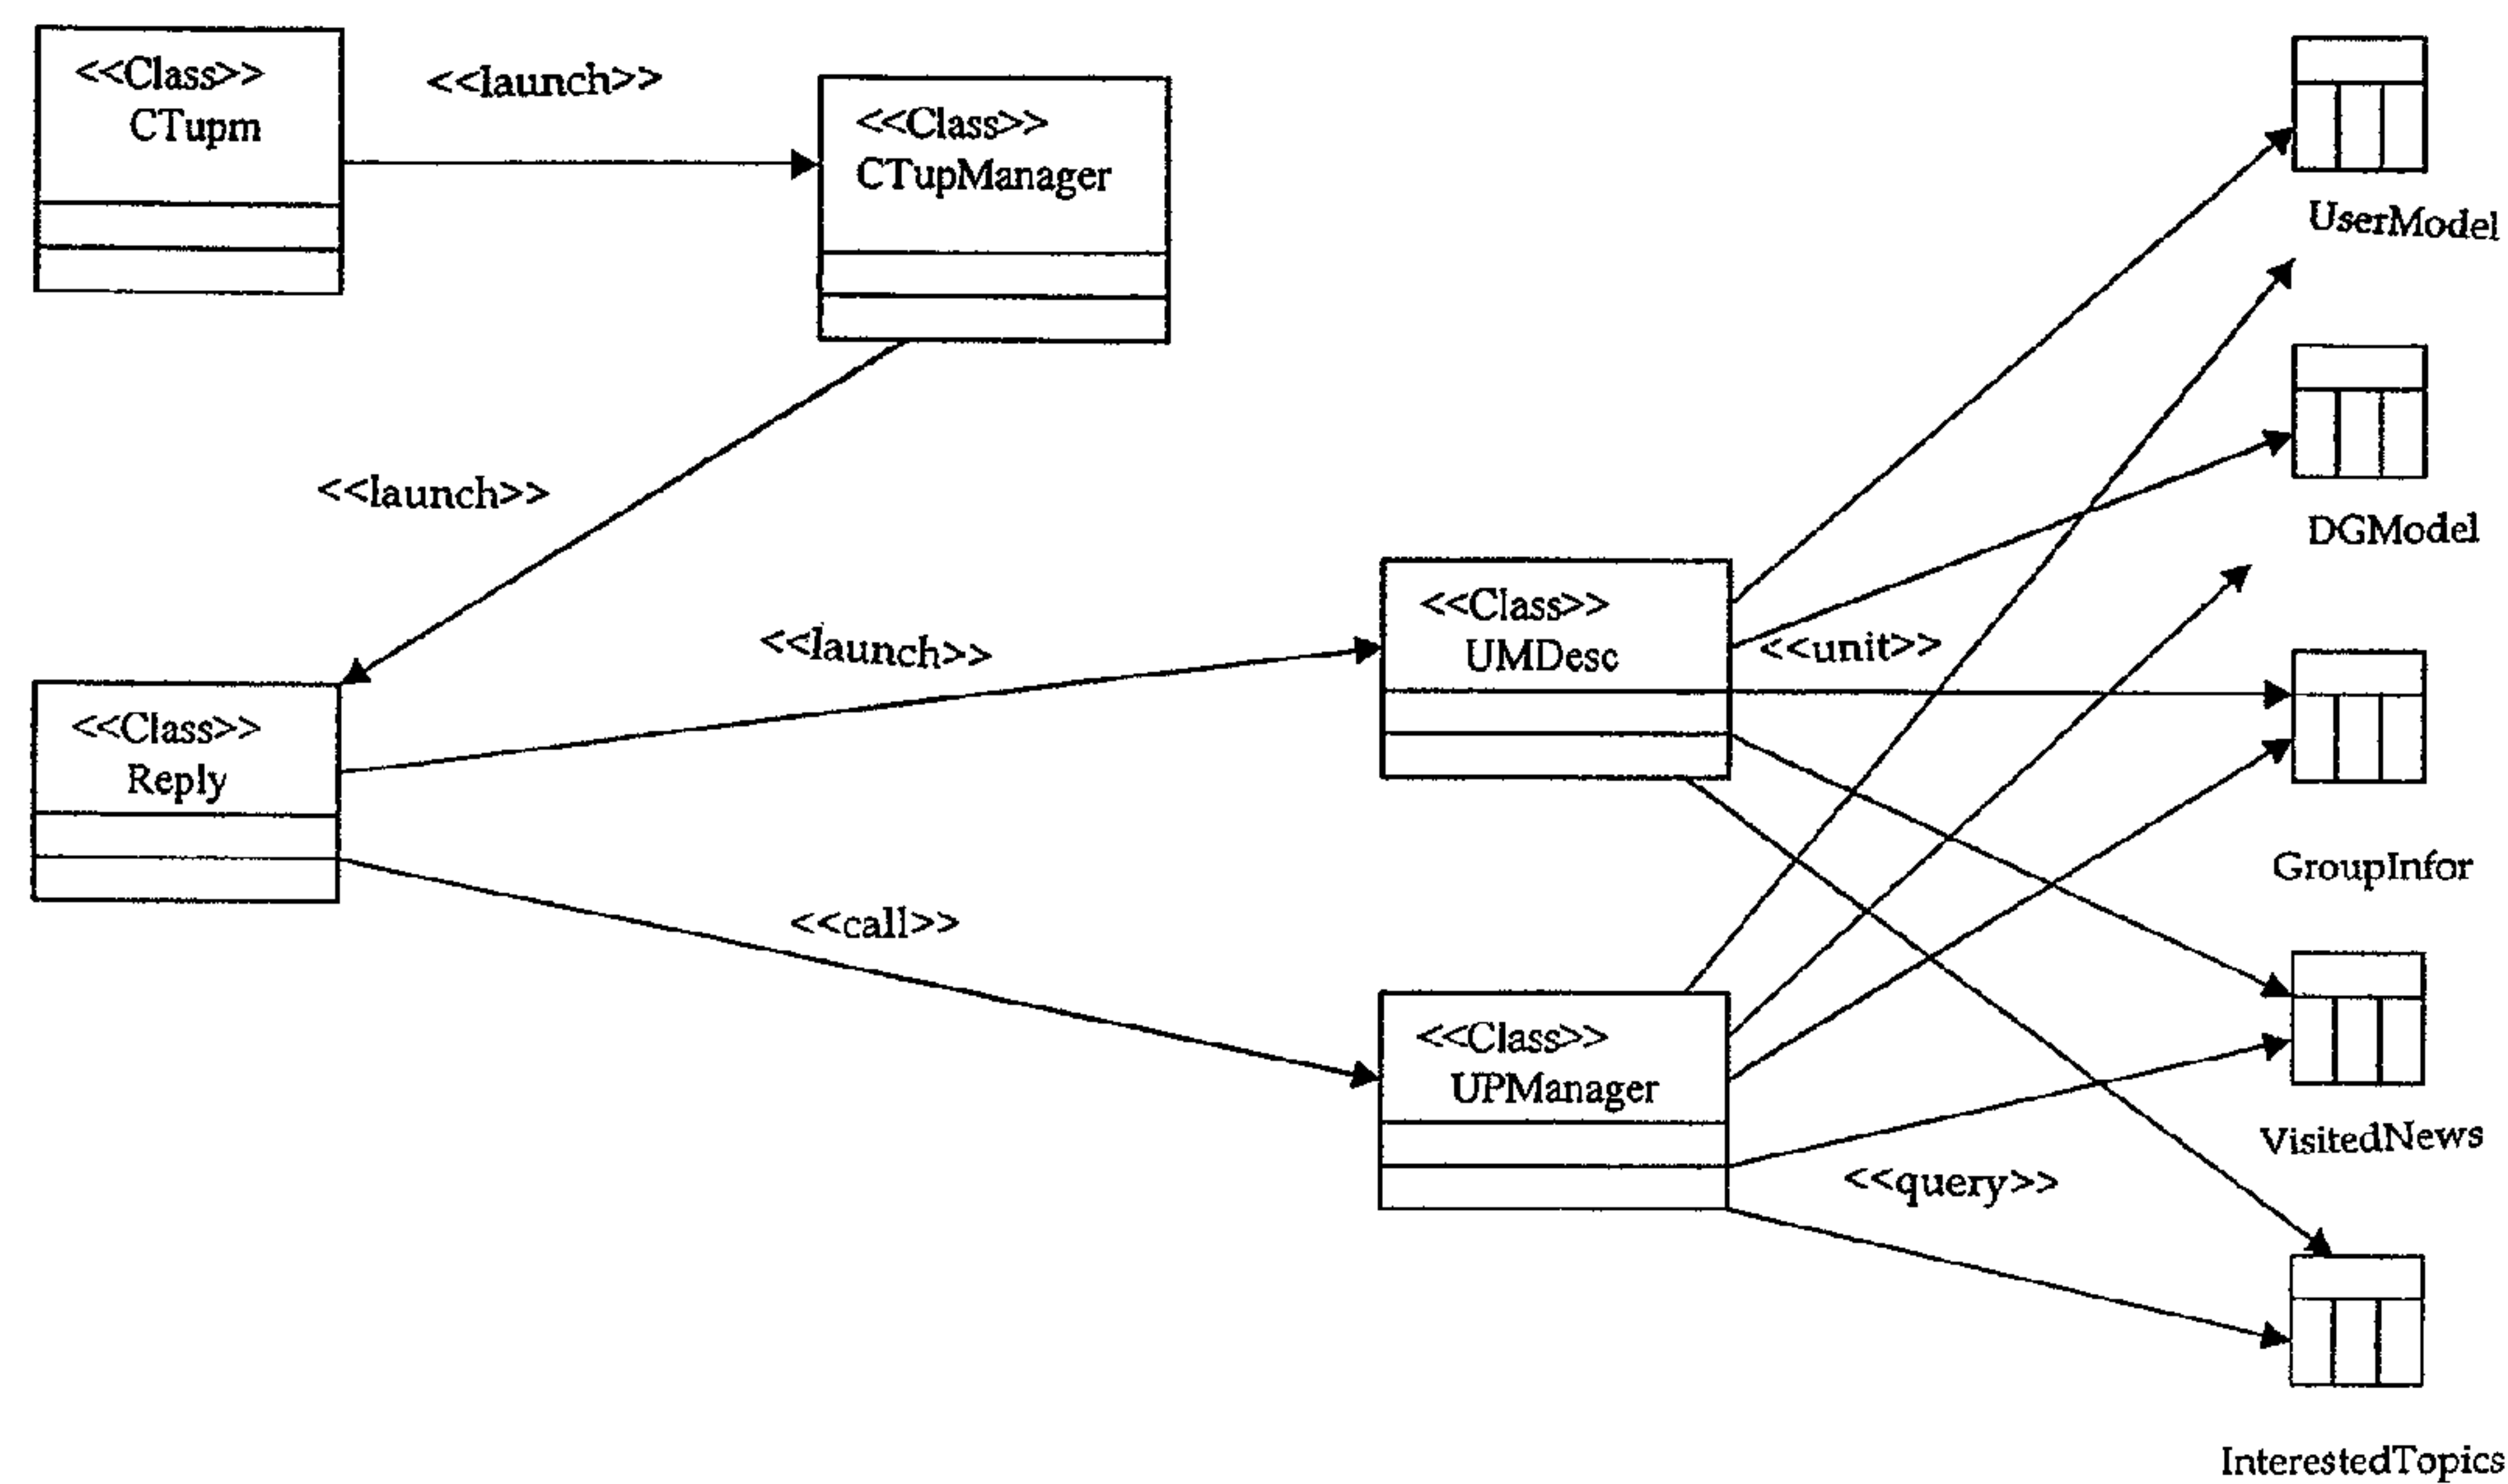 <<Class>>
CTupm
<<launch>>
<<Class>>
CTupManager
UserModel
<<launch>>
DGModel
<<Class>>
UMDesc
<<unit>>
<<launch>>
<<Class>>
Reply
GroupInfor
<<call>>
<<Class>>
UPManager
VisitedNews
<<query>>
InterestedTopics